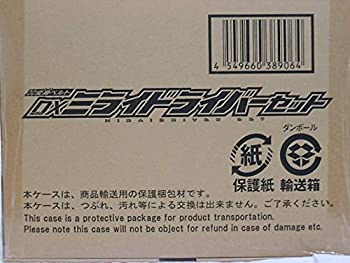 4 549660 389064
変身ベルト
DXミライドライバーセット
MIRAIDRIVER SET
紙
ダンボール
保護紙 輸送箱
本ケースは、商品輸送用の保護梱包材です。
本ケースは、つぶれ、汚れ等による交換は出来ません。ご了承ください。
This case is a protective package for product transportation.
Please note this case will not be object for refund in case of damage etc.